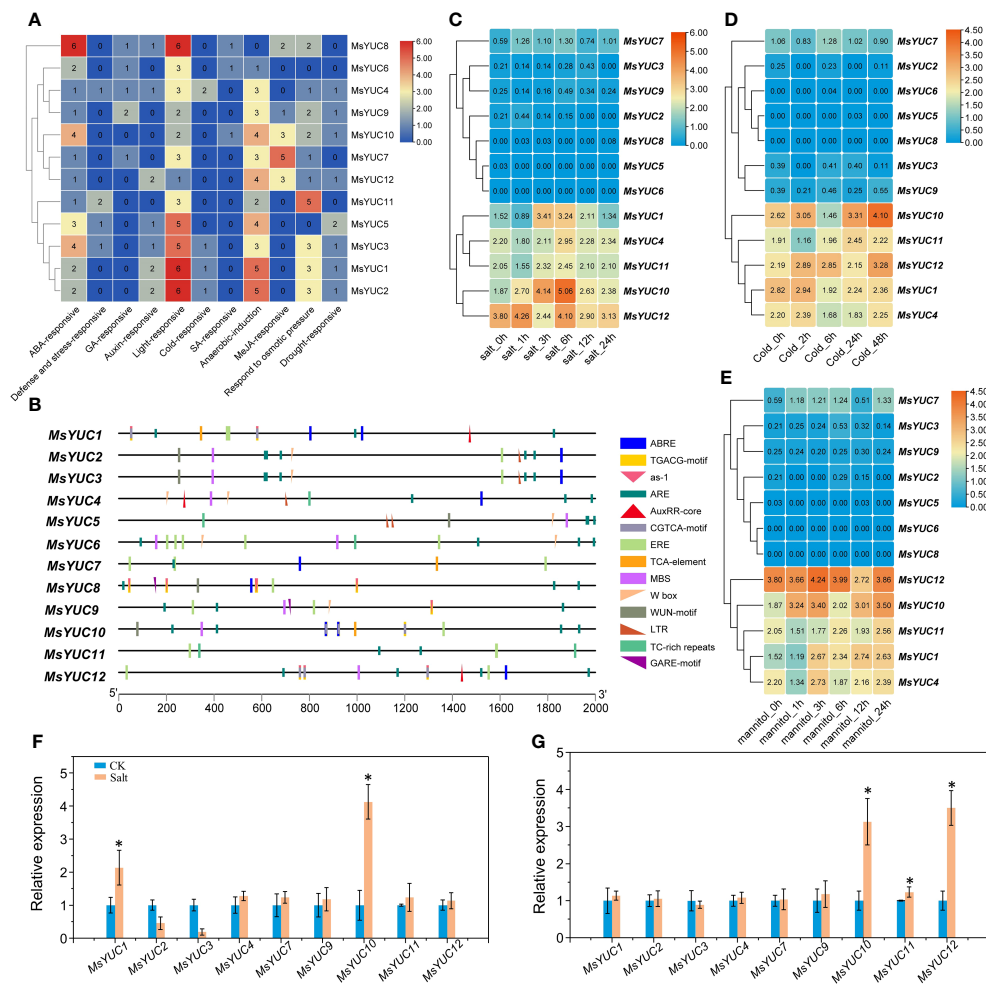 A
6 0 1 1 6 0 1 0 2 2 0 MsYUC8
2 0 1 0 3 0 1 1 0 0 0 MsYUC6
1 1 1 1 3 2 0 3 0 1 0 MsYUC4
1 0 2 0 2 0 0 3 0 2 1 MsYUC9
4 0 0 0 2 0 1 4 3 2 0 MsYUC10
1 0 1 0 3 0 0 3 5 1 0 MsYUC7
1 0 0 2 1 0 0 4 3 1 0 MsYUC12
1 2 0 0 3 0 0 2 0 5 0 MsYUC11
3 1 0 1 5 0 0 4 0 0 2 MsYUC5
4 1 0 0 5 1 0 3 0 3 0 MsYUC3
2 0 0 2 6 1 0 5 0 3 0 MsYUC1
2 0 0 2 6 1 0 5 0 3 0 MsYUC2
ABA-responsive
Defense and stress-responsive
GA-responsive
Auxin-responsive
Light-responsive
Cold-responsive
SA-responsive
Anaerobic-induction
MeJA-responsive
Respond to osmotic pressure
Drought-responsive
6.00
5.00
4.00
3.00
2.00
1.00
0.00
B
MsYUC1
MsYUC2
MsYUC3
MsYUC4
MsYUC5
MsYUC6
MsYUC7
MsYUC8
MsYUC9
MsYUC10
MsYUC11
MsYUC12
5' 3'
0 200 400 600 800 1000 1200 1400 1600 1800 2000
ABRE
TGACG-motif
as-1
ARE
AuxRR-core
CGTCA-motif
ERE
TCA-element
MBS
W box
WUN-motif
LTR
TC-rich repeats
GARE-motif
C
0.59 1.26 1.10 1.30 0.74 1.01 MsYUC7
0.21 0.14 0.14 0.28 0.43 0.00 MsYUC3
0.25 0.14 0.16 0.49 0.34 0.24 MsYUC9
0.21 0.44 0.14 0.15 0.00 0.00 MsYUC2
0.00 0.03 0.03 0.00 0.00 0.08 MsYUC8
0.03 0.00 0.00 0.00 0.00 0.00 MsYUC5
0.00 0.00 0.00 0.00 0.00 0.00 MsYUC6
1.52 0.89 3.41 3.24 2.11 1.34 MsYUC1
2.20 1.80 2.11 2.95 2.28 2.34 MsYUC4
2.05 1.55 2.32 2.45 2.10 2.10 MsYUC11
1.87 2.70 4.14 5.06 2.63 2.38 MsYUC10
3.80 4.26 2.44 4.10 2.90 3.13 MsYUC12
salt_0h salt_1h salt_3h salt_6h salt_12h salt_24h
6.00
5.00
4.00
3.00
2.00
1.00
0.00
D
1.06 0.83 1.28 1.02 0.90 MsYUC7
0.25 0.00 0.23 0.00 0.11 MsYUC2
0.00 0.00 0.00 0.00 0.00 MsYUC6
0.00 0.00 0.00 0.00 0.00 MsYUC5
0.00 0.00 0.00 0.00 0.00 MsYUC8
0.39 0.00 0.41 0.40 0.11 MsYUC3
0.39 0.21 0.46 0.25 0.55 MsYUC9
2.62 3.05 1.46 3.31 4.10 MsYUC10
1.91 1.16 1.96 2.45 2.22 MsYUC11
2.19 2.89 2.85 2.15 3.28 MsYUC12
2.82 2.94 1.92 2.24 2.36 MsYUC1
2.20 2.39 1.68 1.83 2.25 MsYUC4
Cold_0h Cold_2h Cold_6h Cold_24h Cold_48h
4.50
4.00
3.50
3.00
2.50
2.00
1.50
1.00
0.50
0.00
E
0.59 1.18 1.21 1.24 0.51 1.33 MsYUC7
0.21 0.25 0.24 0.53 0.32 0.14 MsYUC3
0.25 0.24 0.20 0.25 0.30 0.24 MsYUC9
0.21 0.00 0.00 0.29 0.15 0.00 MsYUC2
0.03 0.00 0.00 0.00 0.00 0.00 MsYUC5
0.00 0.00 0.00 0.00 0.00 0.00 MsYUC6
0.00 0.00 0.00 0.00 0.00 0.00 MsYUC8
3.80 3.66 4.24 3.99 2.72 3.86 MsYUC12
1.87 3.24 3.40 2.02 3.01 3.50 MsYUC10
2.05 1.51 1.77 2.26 1.93 2.56 MsYUC11
1.52 1.19 2.67 2.34 2.74 2.63 MsYUC1
2.20 1.34 2.73 1.87 2.16 2.39 MsYUC4
mannitol_0h mannitol_1h mannitol_3h mannitol_6h mannitol_12h mannitol_24h
4.50
4.00
3.50
3.00
2.50
2.00
1.50
1.00
0.50
0.00
F
CK
Salt
Relative expression
5
4
3
2
1
0
* *
MsYUC1 MsYUC2 MsYUC3 MsYUC4 MsYUC7 MsYUC9 MsYUC10 MsYUC11 MsYUC12
G
Relative expression
5
4
3
2
1
0
* * *
MsYUC1 MsYUC2 MsYUC3 MsYUC4 MsYUC7 MsYUC9 MsYUC10 MsYUC11 MsYUC12